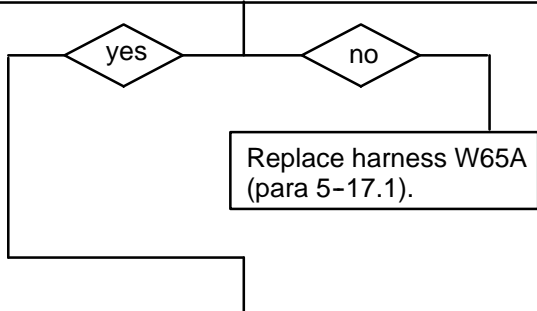 yes
no
Replace harness W65A
(para 5-17.1).